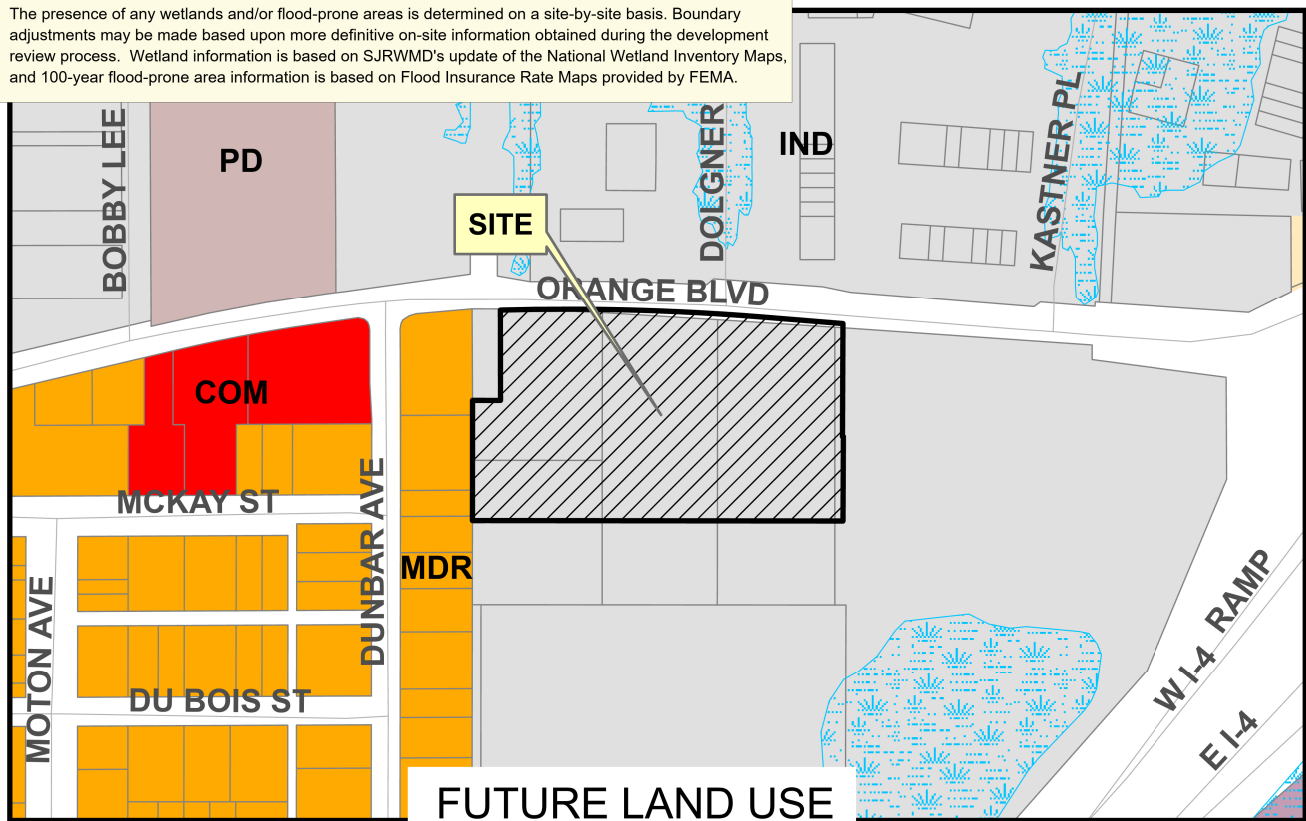 The presence of any wetlands and/or flood-prone areas is determined on a site-by-site basis. Boundary
adjustments may be made based upon more definitive on-site information obtained during the development
review process.  Wetland information is based on SJRWMD's update of the National Wetland Inventory Maps,
and 100-year flood-prone area information is based on Flood Insurance Rate Maps provided by FEMA.
BOBBY LEE
PD
DOLGNER
IND
KASTNER PL
SITE
ORANGE BLVD
COM
MCKAY ST
DUNBAR AVE
MDR
MOTON AVE
DU BOIS ST
W I-4 RAMP
E I-4
FUTURE LAND USE